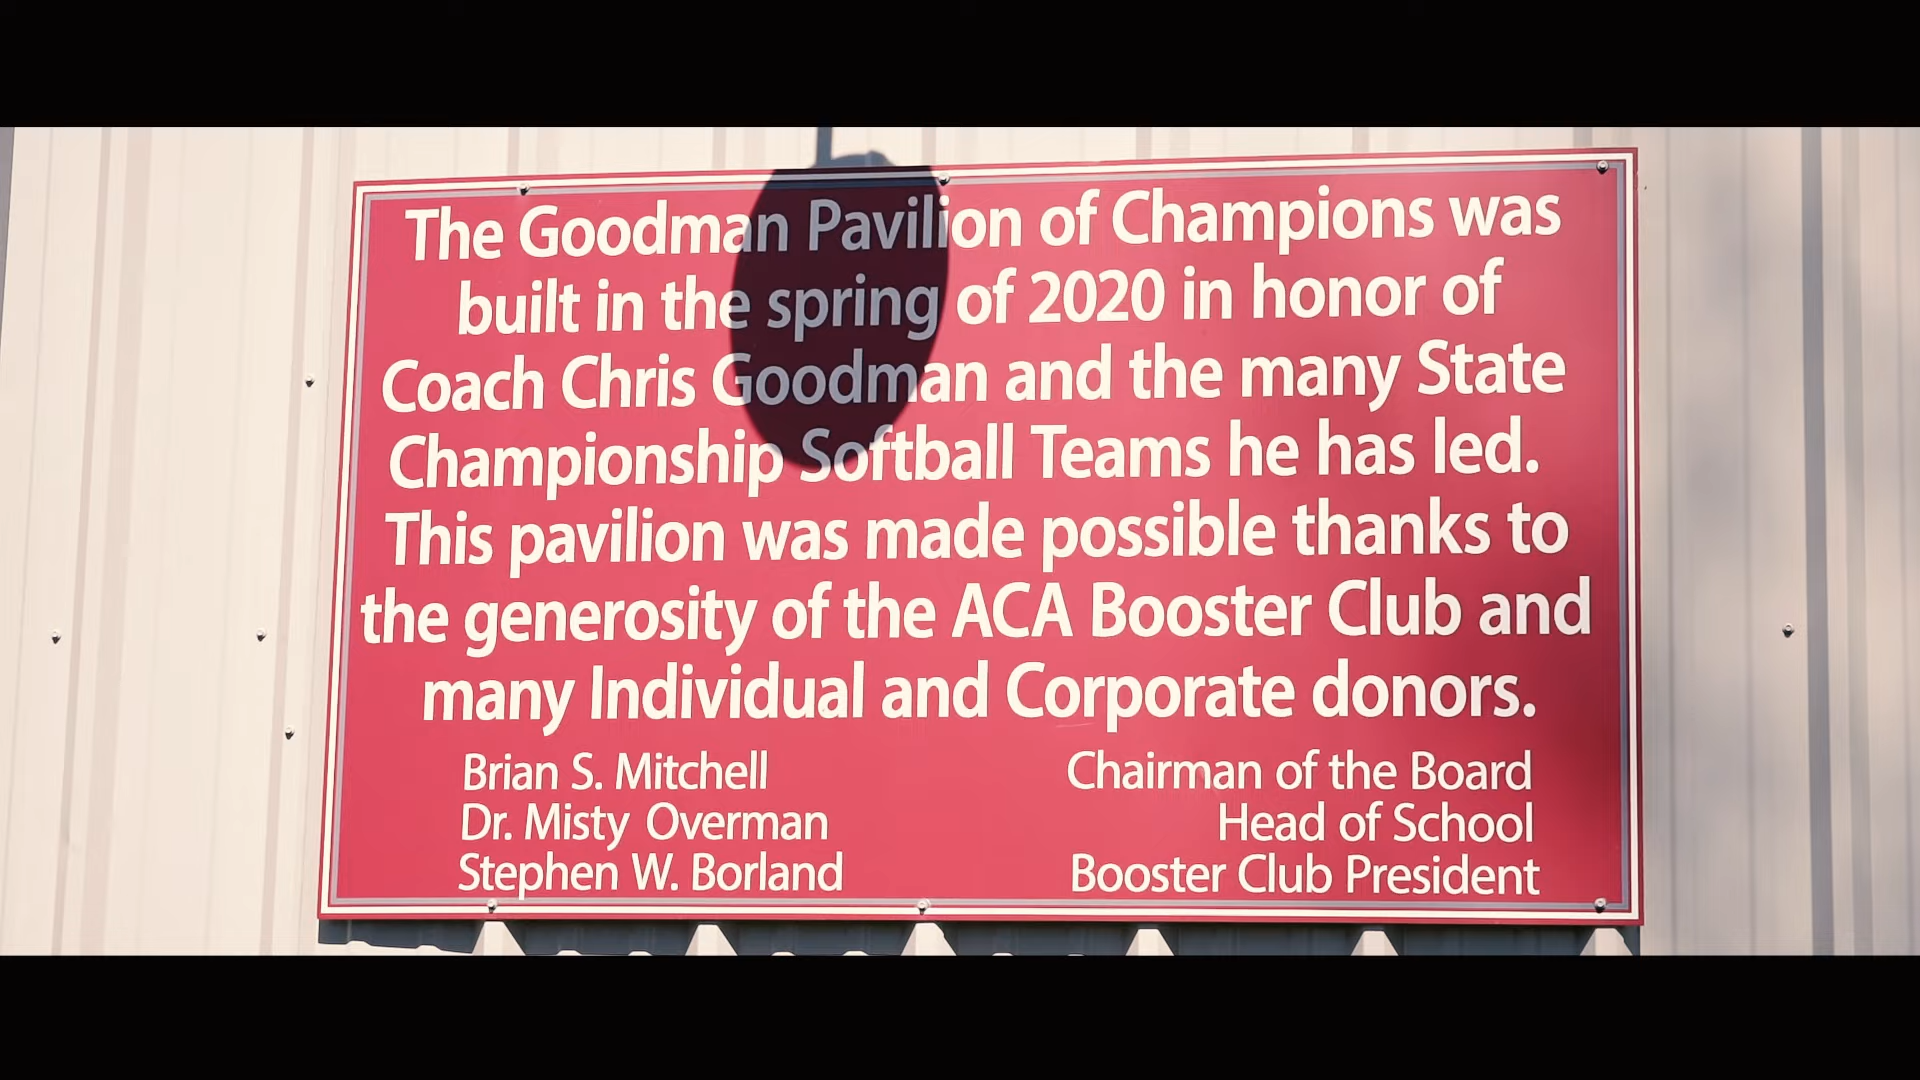 The Goodman Pavilion of Champions was
built in the spring of 2020 in honor of
Coach Chris Goodman and the many State
Championship Softball Teams he has led.
This pavilion was made possible thanks to
the generosity of the ACA Booster Club and
many Individual and Corporate donors.
Brian S. Mitchell Chairman of the Board
Dr. Misty Overman Head of School
Stephen W. Borland Booster Club President